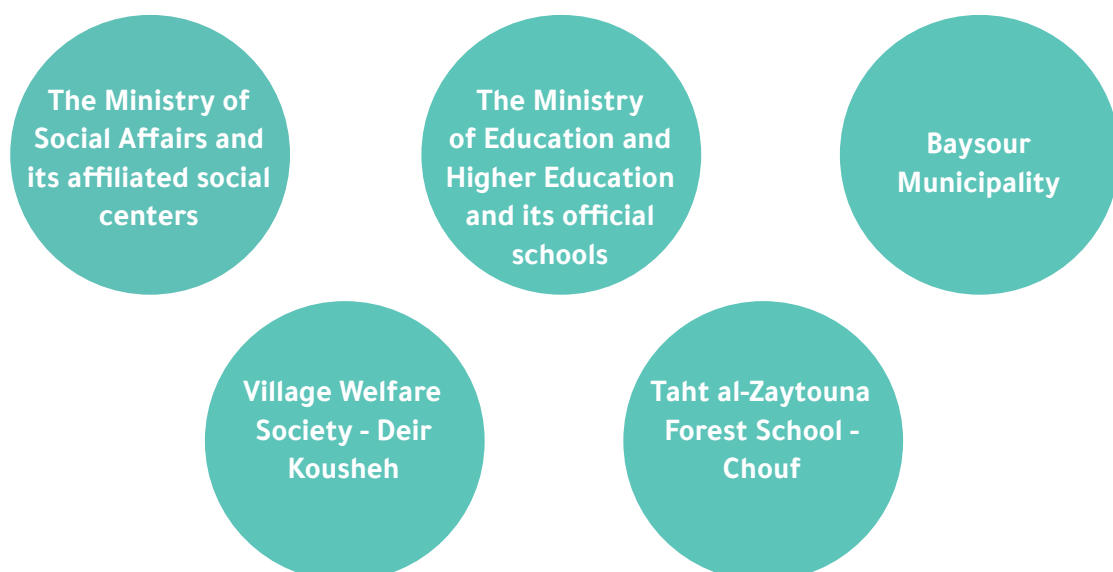 The Ministry of
Social Affairs and
its affiliated social
centers
The Ministry
of Education and
Higher Education
and its official
schools
Baysour
Municipality
Village Welfare
Society - Deir
Kousheh
Taht al-Zaytouna
Forest School -
Chouf